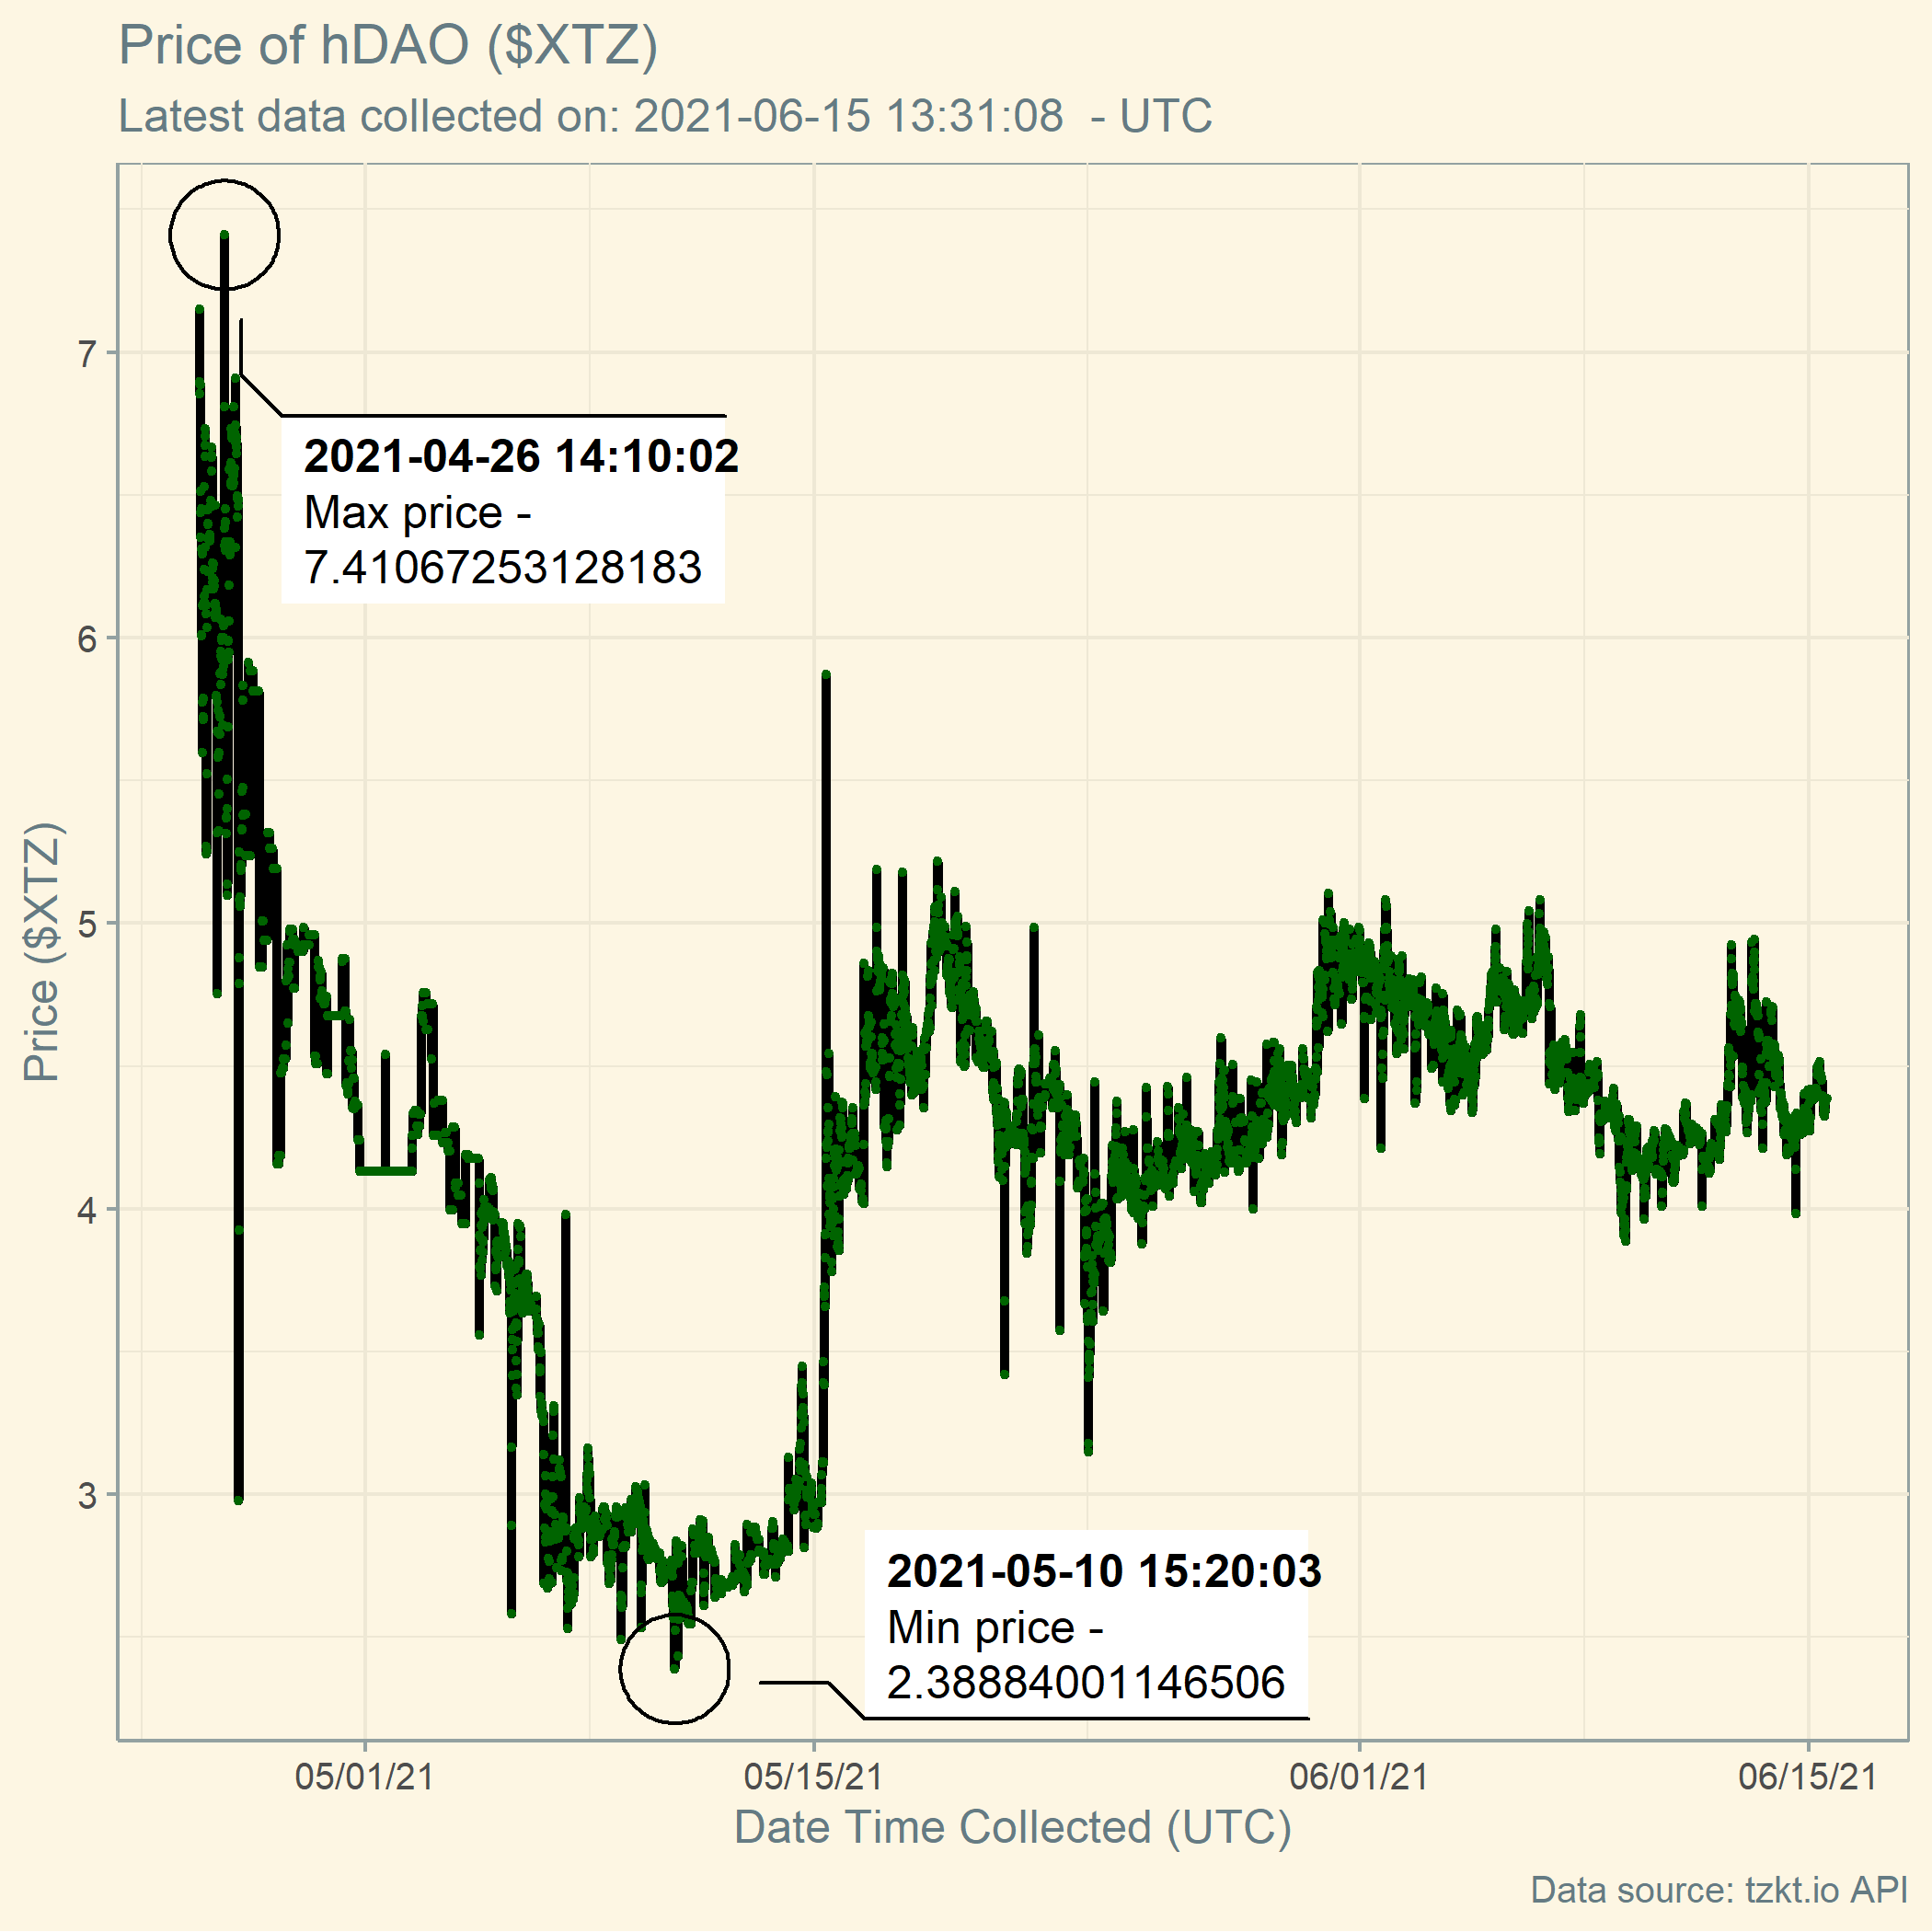 Price of hDAO ($XTZ)
Latest data collected on: 2021-06-15 13:31:08  - UTC
2021-04-26 14:10:02
Max price -
7.41067253128183
7
6
5
4
3
Price ($XTZ)
2021-05-10 15:20:03
Min price -
2.38884001146506
05/01/21
05/15/21
06/01/21
06/15/21
Date Time Collected (UTC)
Data source: tzkt.io API